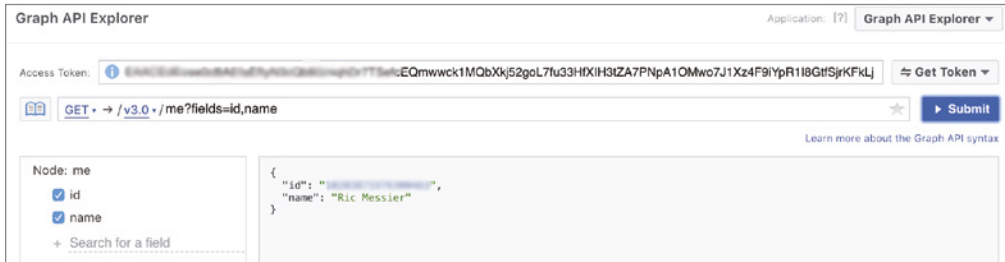 Graph API Explorer
Application: [?] Graph API Explorer
Access Token: EQmwwck1MQbXkj52goL7fu33HfXIH3tZA7PNpA1OMwo7J1Xz4F9iYpR1I8GtfSjrKFkLj Get Token
GET → / v3.0 / me?fields=id,name Submit
Learn more about the Graph API syntax
Node: me
id
name
+ Search for a field
{
"id": "
",
"name": "Ric Messier"
}